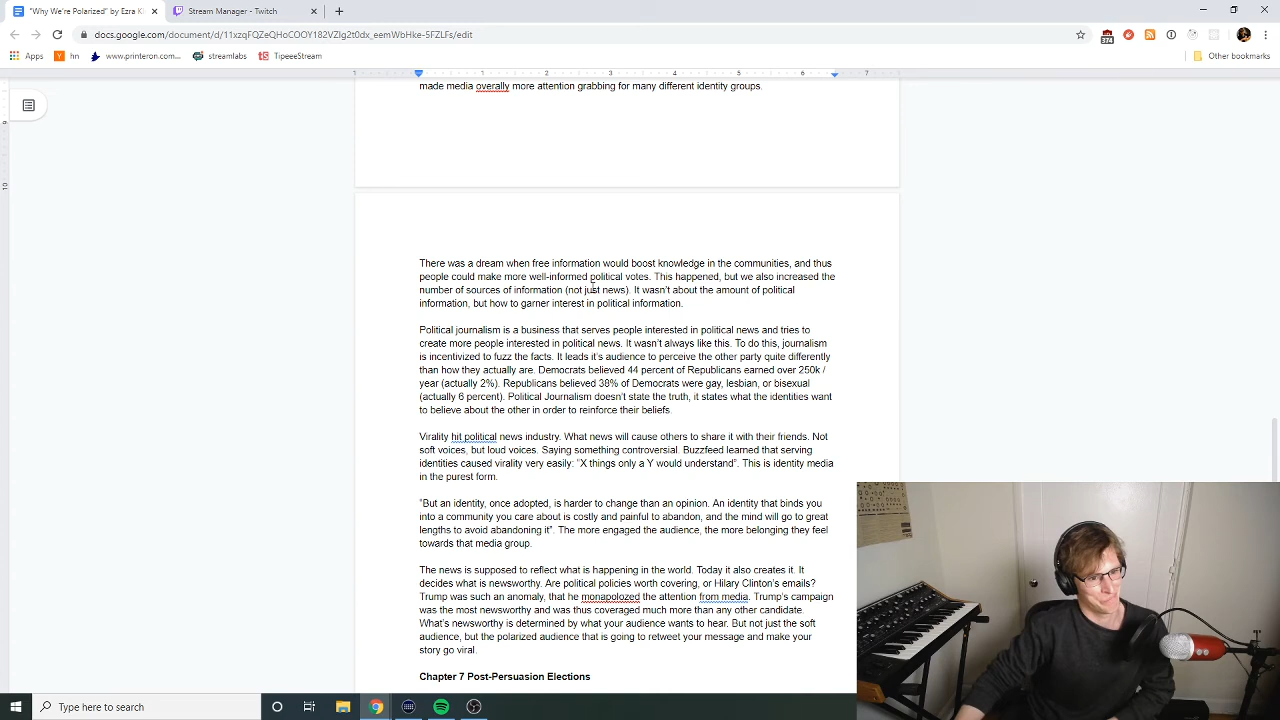 "Why We're Polarized" by Ezra Kl
Stream Manager - Twitch
docs.google.com/document/d/11xzqFQZeQHoCOOY182VZIg2t0dx_eemWbHke-5FZLFs/edit
374
Apps
hn
www.printeron.com...
streamlabs
TipeeeStream
Other bookmarks
1 1 2 3 4 5 6 7
made media overally more attention grabbing for many different identity groups.
9
10
There was a dream when free information would boost knowledge in the communities, and thus
people could make more well-informed political votes. This happened, but we also increased the
number of sources of information (not just news). It wasn't about the amount of political
information, but how to garner interest in political information.
Political journalism is a business that serves people interested in political news and tries to
create more people interested in political news. It wasn't always like this. To do this, journalism
is incentivized to fuzz the facts. It leads it's audience to perceive the other party quite differently
than how they actually are. Democrats believed 44 percent of Republicans earned over 250k /
year (actually 2%). Republicans believed 38% of Democrats were gay, lesbian, or bisexual
(actually 6 percent). Political Journalism doesn't state the truth, it states what the identities want
to believe about the other in order to reinforce their beliefs.
Virality hit political news industry. What news will cause others to share it with their friends. Not
soft voices, but loud voices. Saying something controversial. Buzzfeed learned that serving
identities caused virality very easily: "X things only a Y would understand". This is identity media
in the purest form.
"But an identity, once adopted, is harder to change than an opinion. An identity that binds you
into a community you care about is costly and painful to abandon, and the mind will go to great
lengths to avoid abandoning it". The more engaged the audience, the more belonging they feel
towards that media group.
The news is supposed to reflect what is happening in the world. Today it also creates it. It
decides what is newsworthy. Are political policies worth covering, or Hilary Clinton's emails?
Trump was such an anomaly, that he monapolozed the attention from media. Trump's campaign
was the most newsworthy and was thus coveraged much more than any other candidate.
What's newsworthy is determined by what your audience wants to hear. But not just the soft
audience, but the polarized audience that is going to retweet your message and make your
story go viral.
Chapter 7 Post-Persuasion Elections
Type here to search